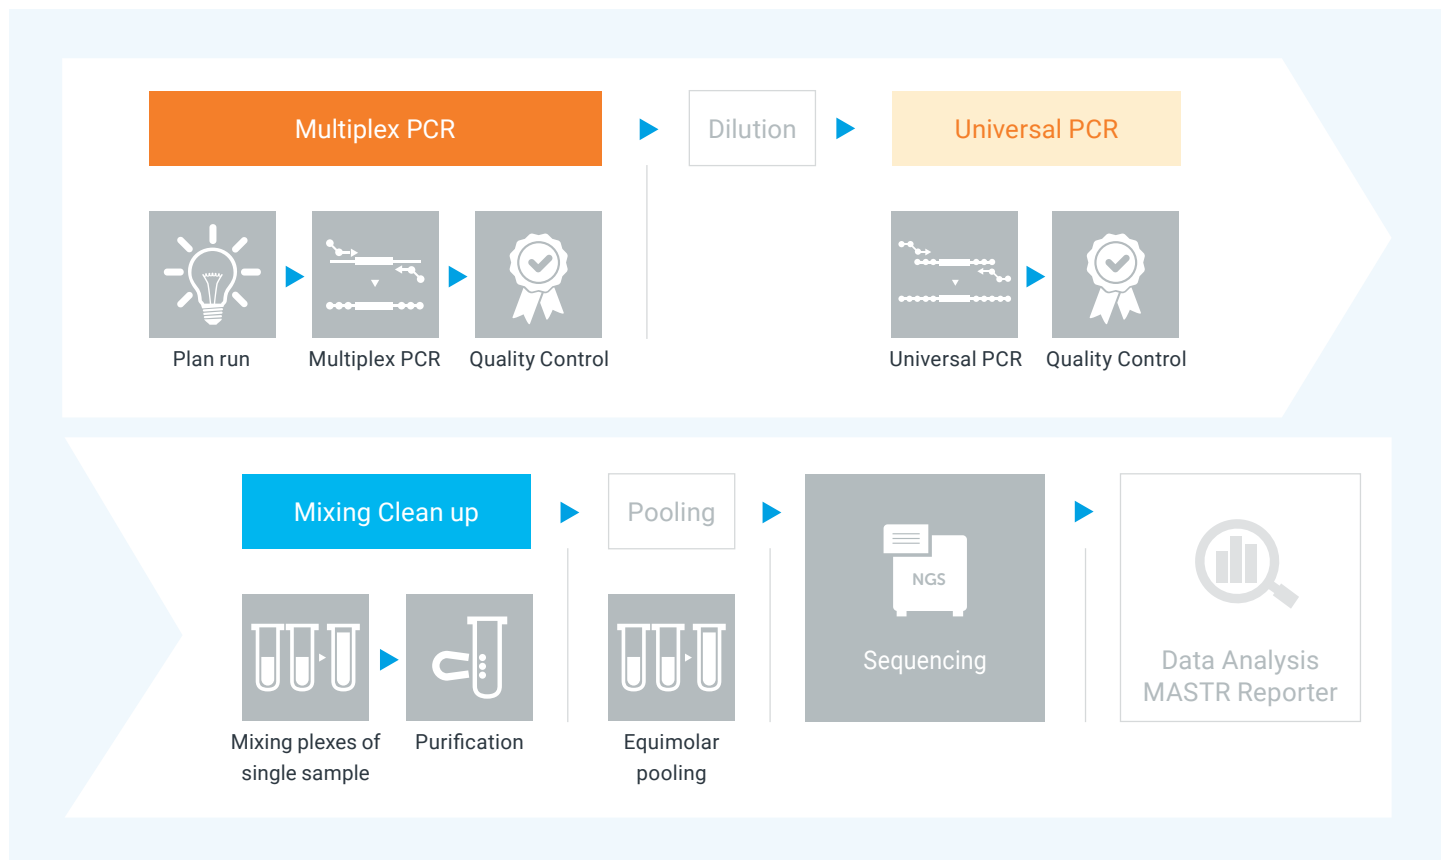 Multiplex PCR
Dilution
Universal PCR
Plan run
Multiplex PCR
Quality Control
Universal PCR
Quality Control
Mixing Clean up
Pooling
NGS
Sequencing
Data Analysis
MASTR Reporter
Mixing plexes of
single sample
Purification
Equimolar
pooling